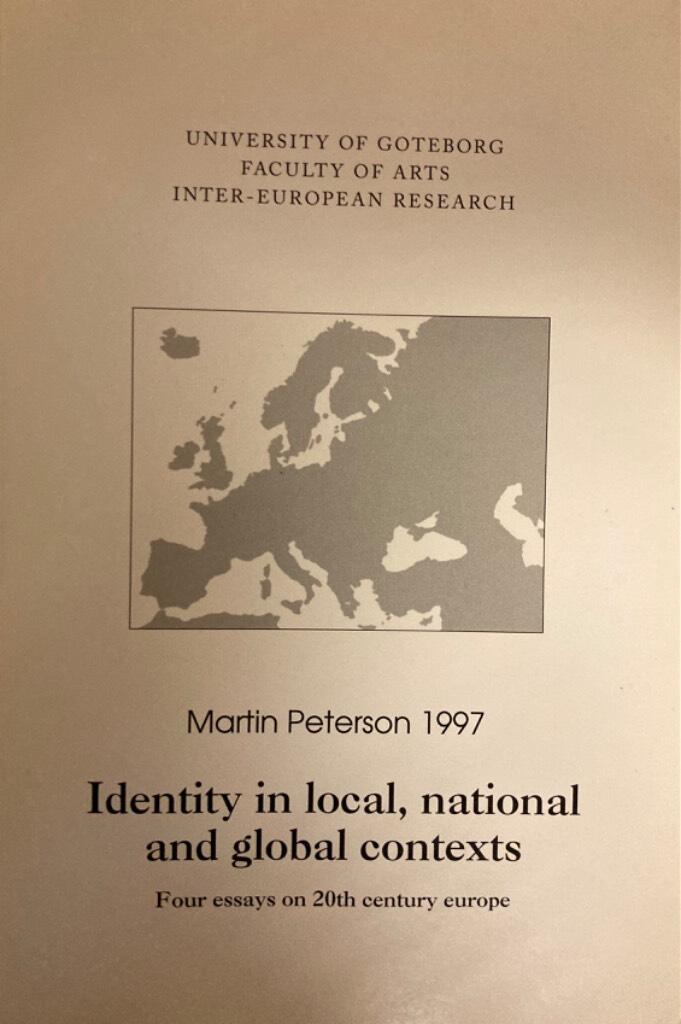 UNIVERSITY OF GOTEBORG
FACULTY OF ARTS
INTER-EUROPEAN RESEARCH
Martin Peterson 1997
Identity in local, national
and global contexts
Four essays on 20th century europe